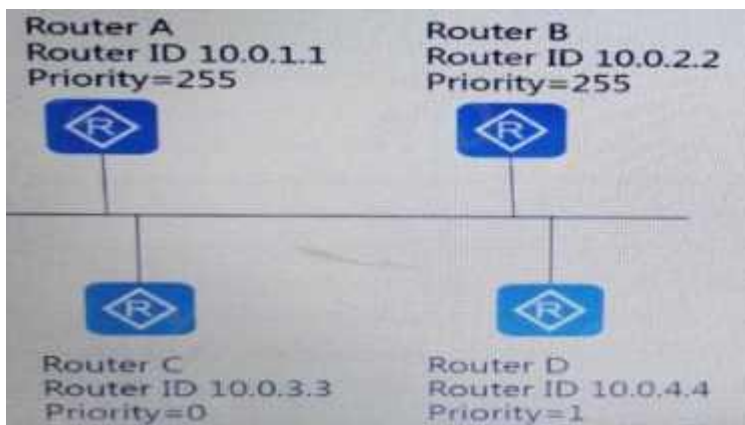 Router A
Router ID 10.0.1.1
Priority=255
Router B
Router ID 10.0.2.2
Priority=255
R
R
R
R
Router C
Router ID 10.0.3.3
Priority=0
Router D
Router ID 10.0.4.4
Priority=1